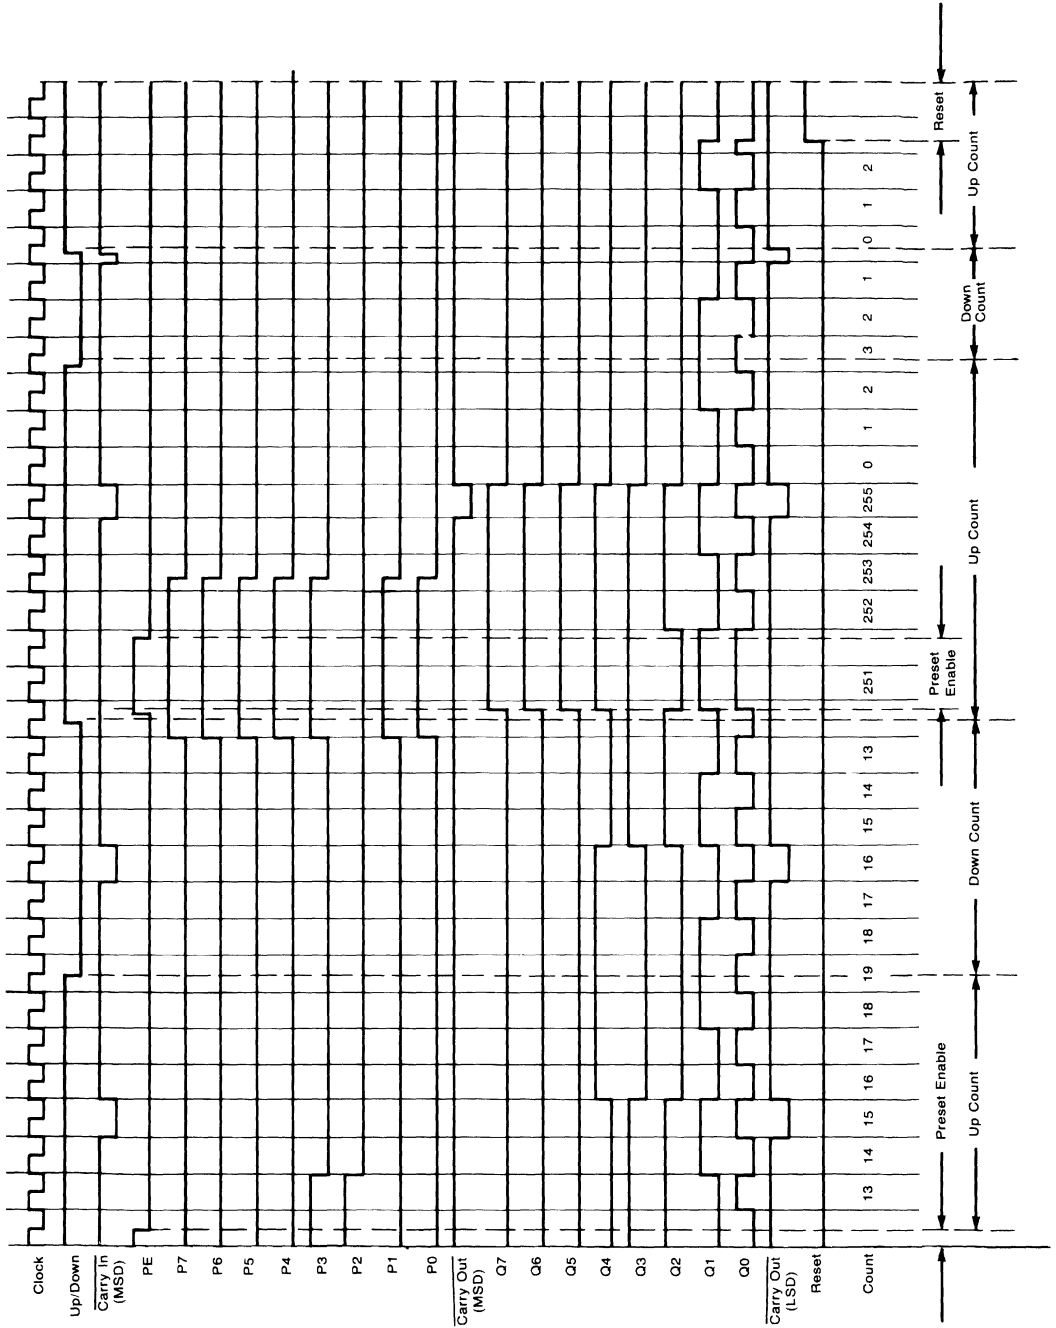 Clock
Up/Down
Carry In
(MSD)
PE
P7
P6
P5
P4
P3
P2
P1
P0
Carry Out
(MSD)
Q7
Q6
Q5
Q4
Q3
Q2
Q1
Q0
Carry Out
(LSD)
Reset
Count
13
14
15
16
17
18
19
18
17
16
15
14
13
251
252
253
254
255
0
1
2
3
2
1
0
1
2
Preset Enable
Preset
Enable
Reset
Up Count
Down Count
Up Count
Down
Count
Up Count